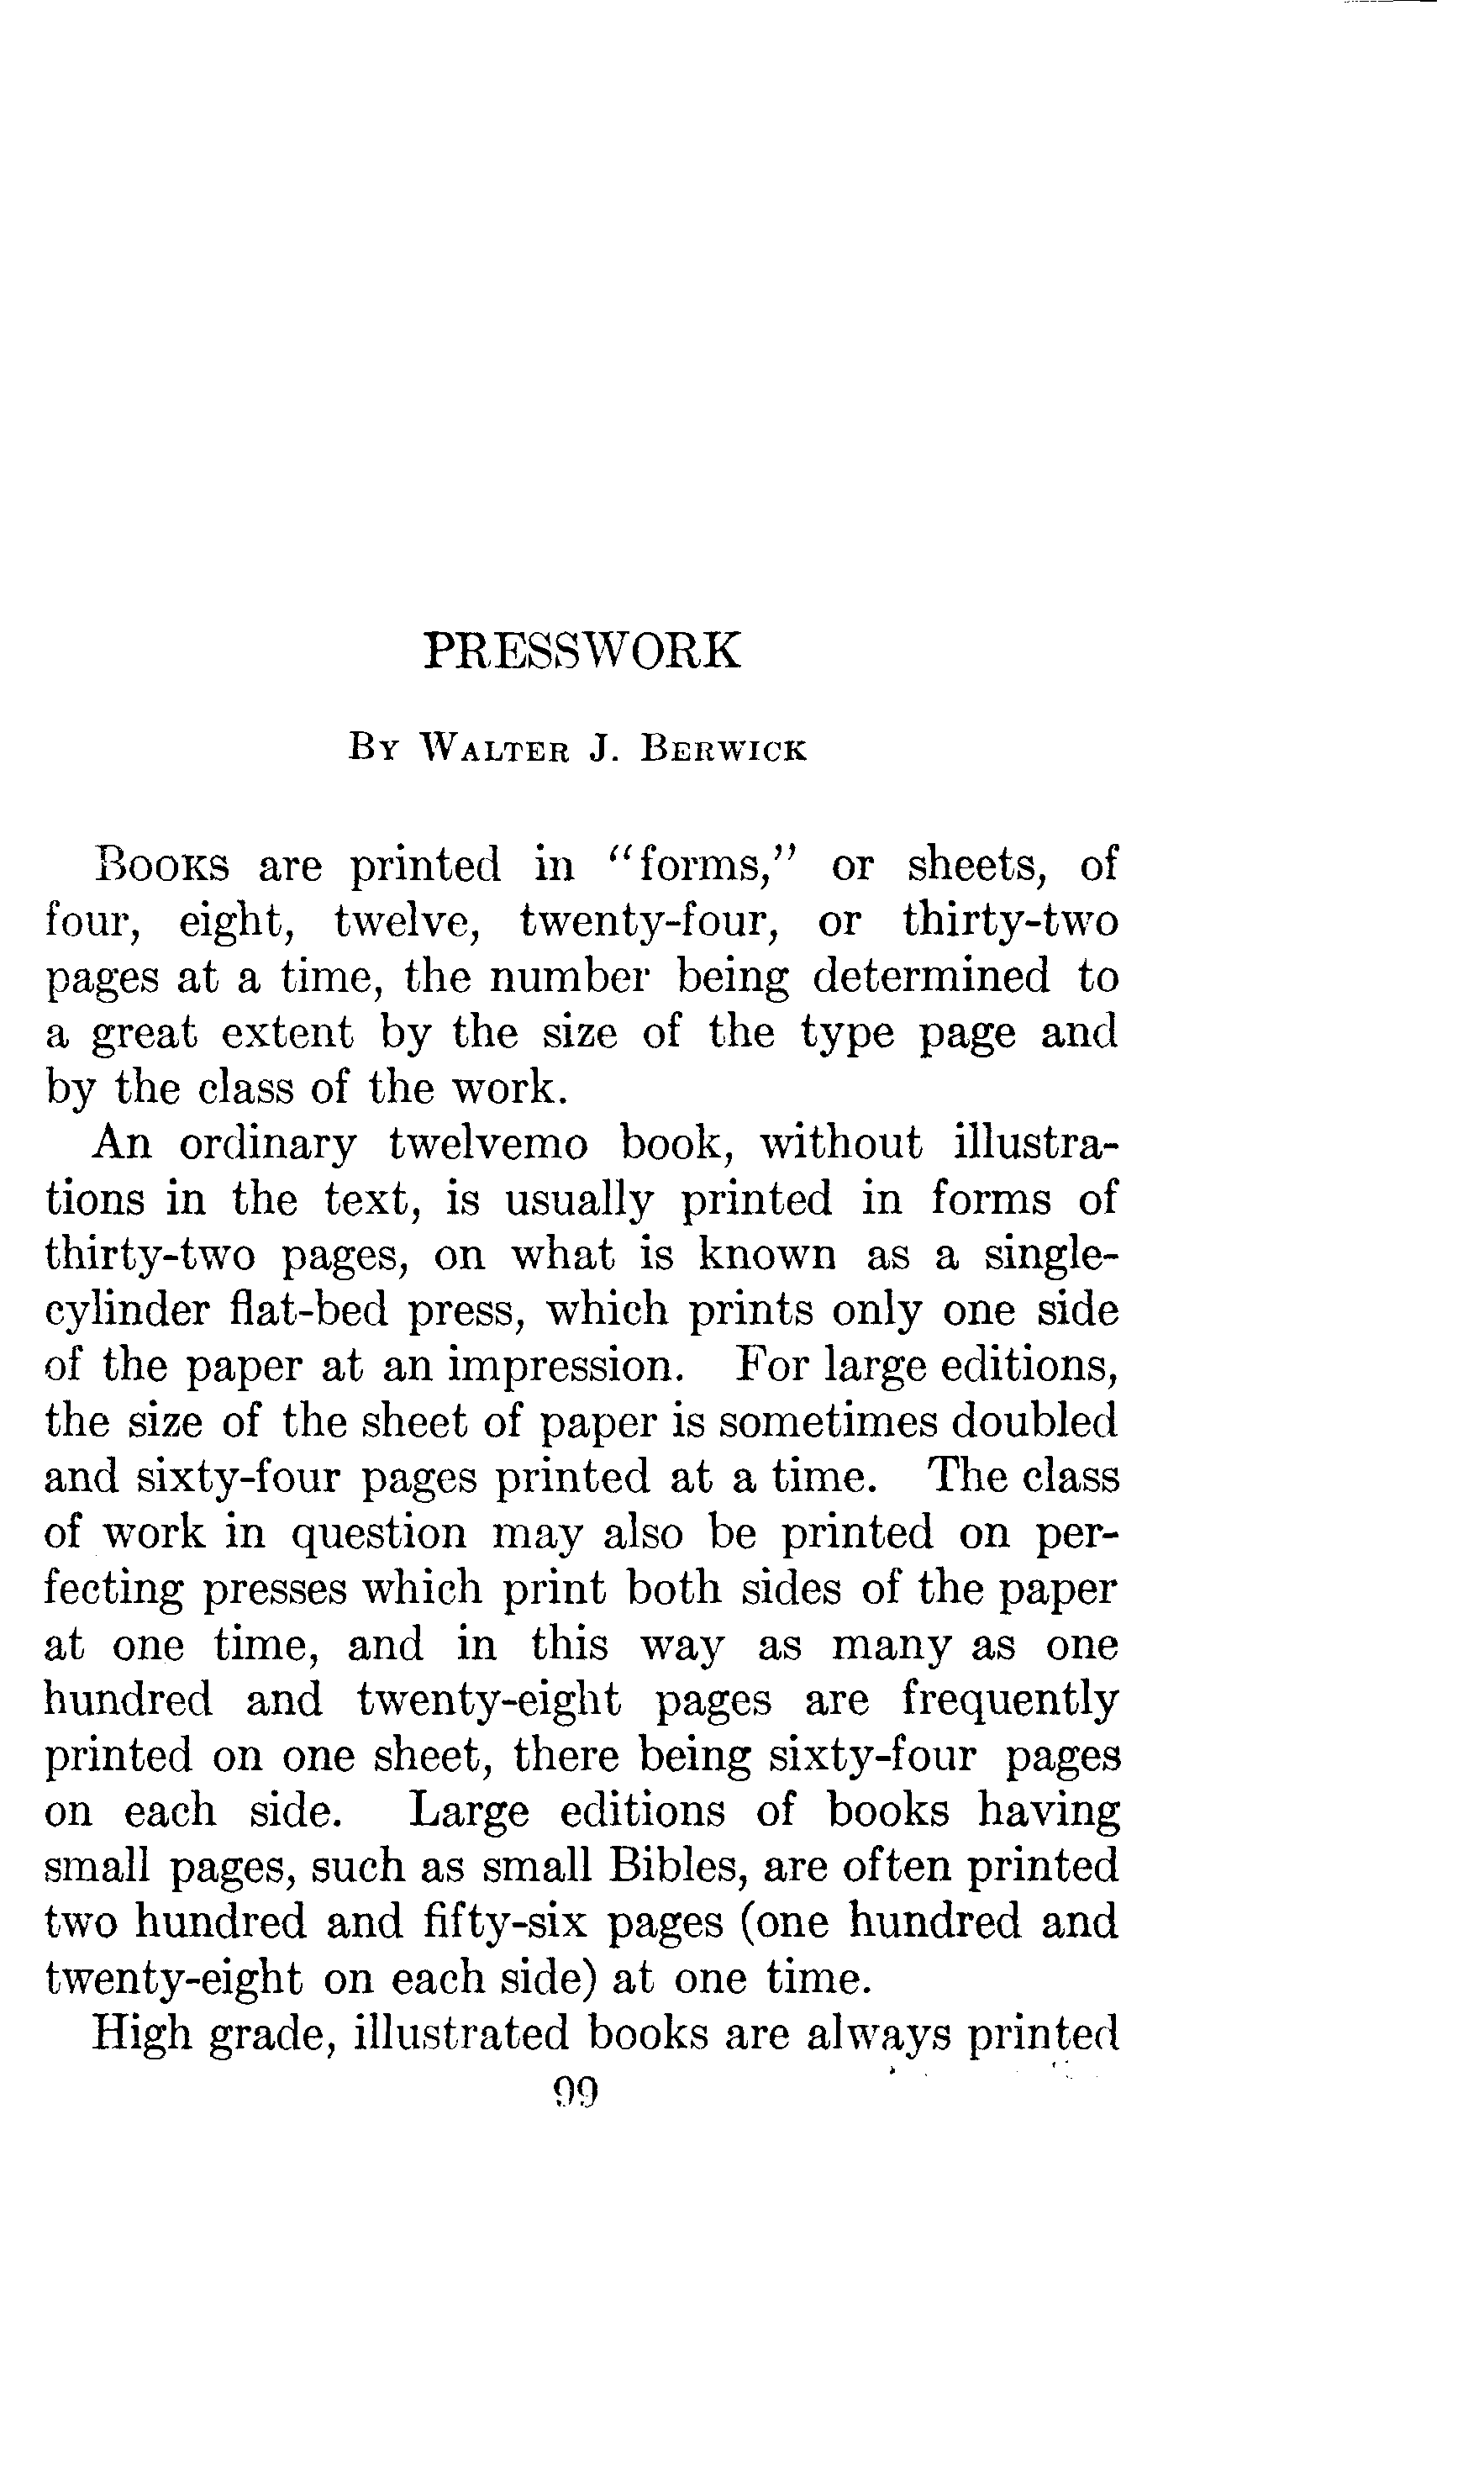 PRESSWORK
By Walter J. Berwick
Books are printed in "forms," or sheets, of
four, eight, twelve, twenty-four, or thirty-two
pages at a time, the number being determined to
a great extent by the size of the type page and
by the class of the work.
An ordinary twelvemo book, without illustra-
tions in the text, is usually printed in forms of
thirty-two pages, on what is known as a single-
cylinder flat-bed press, which prints only one side
of the paper at an impression. For large editions,
the size of the sheet of paper is sometimes doubled
and sixty-four pages printed at a time. The class
of work in question may also be printed on per-
fecting presses which print both sides of the paper
at one time, and in this way as many as one
hundred and twenty-eight pages are frequently
printed on one sheet, there being sixty-four pages
on each side. Large editions of books having
small pages, such as small Bibles, are often printed
two hundred and fifty-six pages (one hundred and
twenty-eight on each side) at one time.
High grade, illustrated books are always printed
99